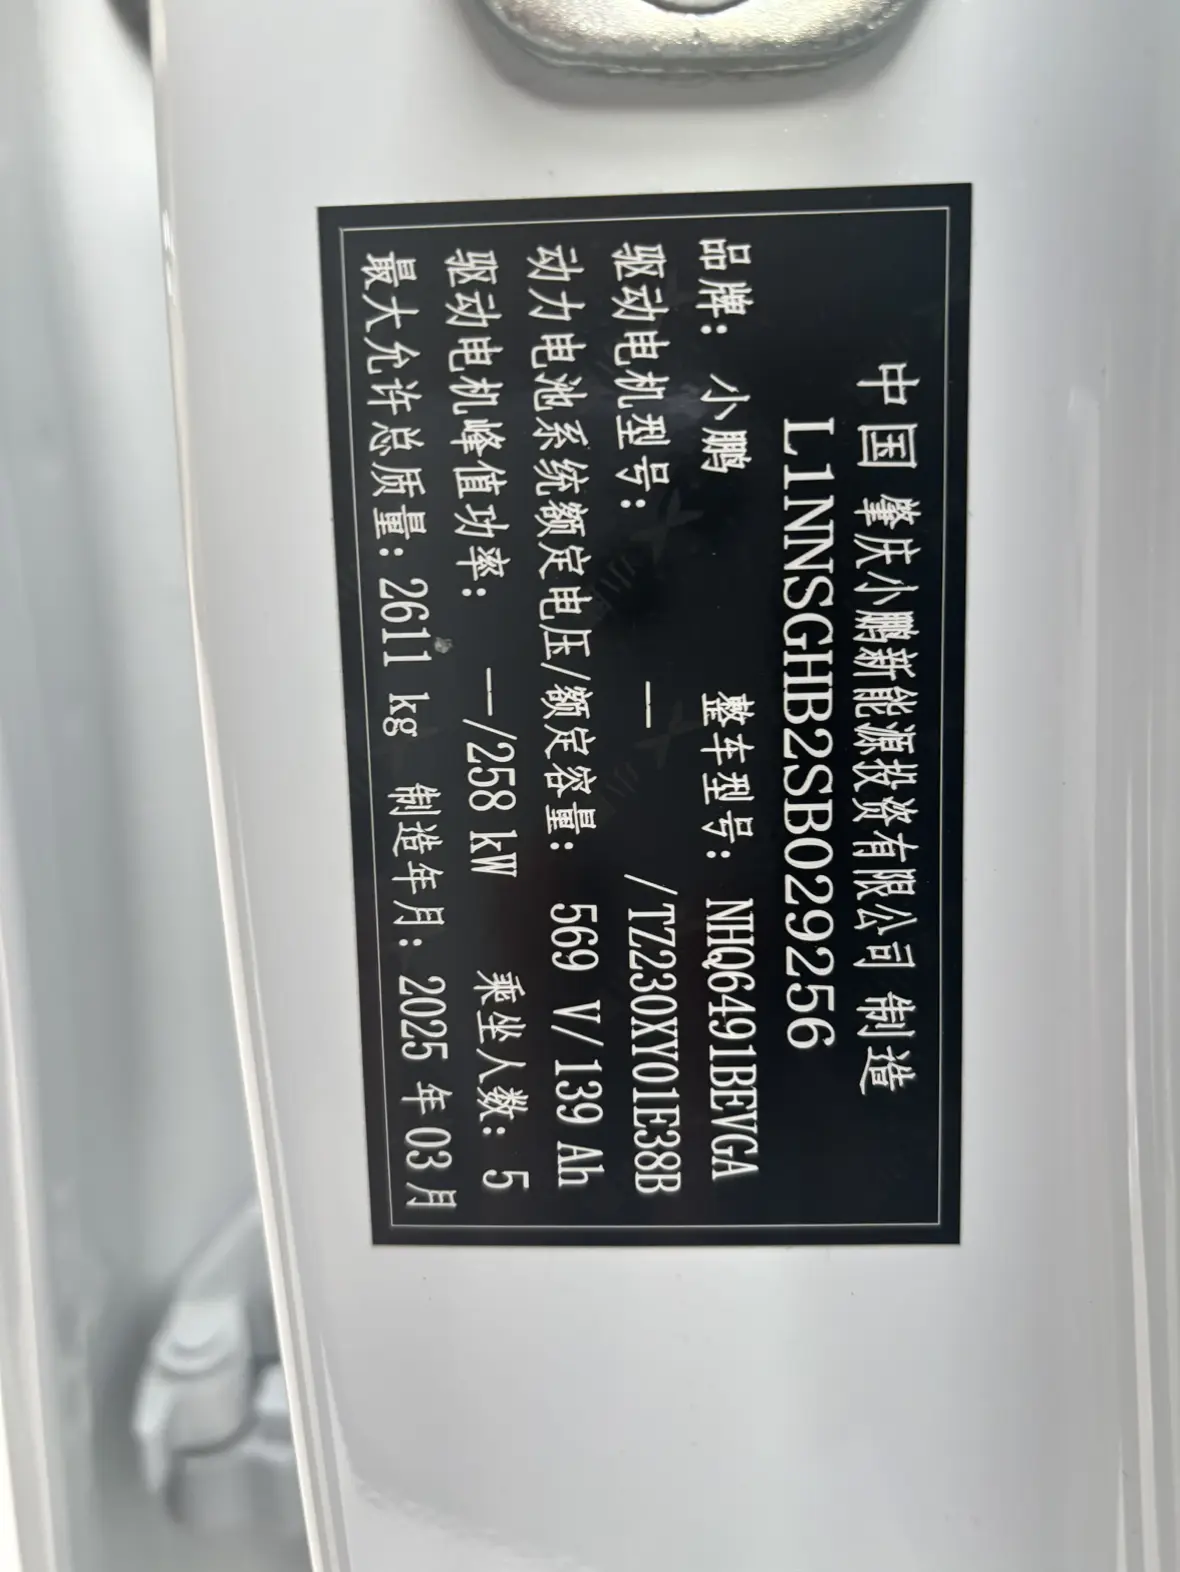 中国 肇庆小鹏新能源投资有限公司 制造
L1NNSGHB2SB029256
品牌: 小鹏 整车型号: NHQ6491BEVGA
驱动电机型号: — /TZ230XY01E38B
动力电池系统额定电压/额定容量: 569 V/139 Ah
驱动电机峰值功率: —/258 kW 乘坐人数: 5
最大允许总质量: 2611 kg 制造年月: 2025 年 03 月